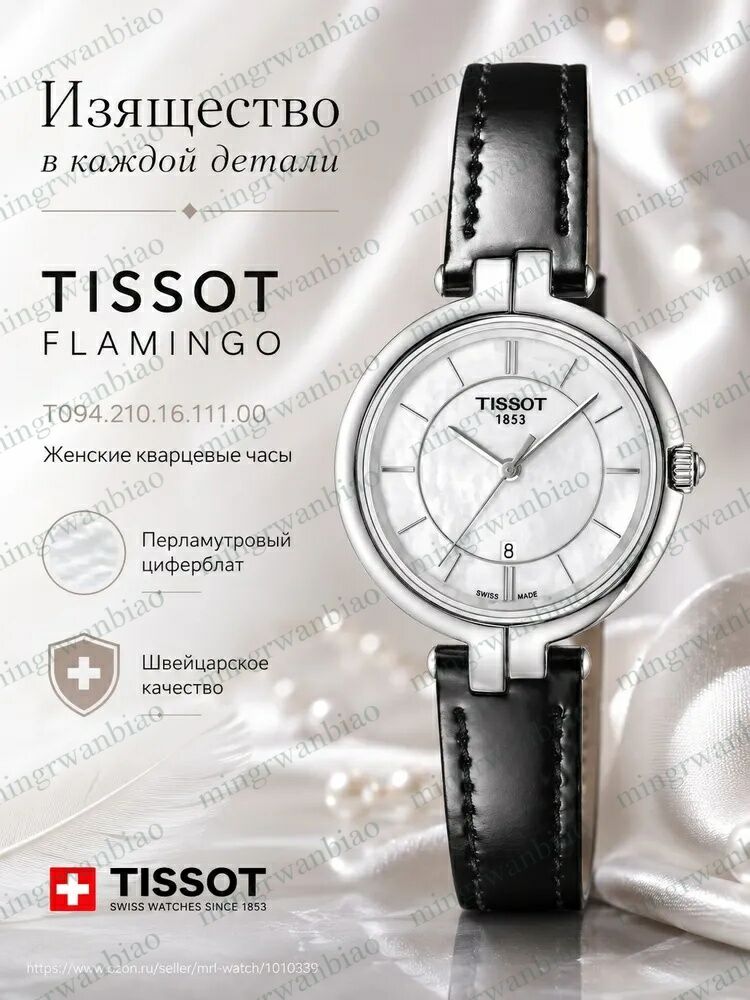 Изящество
в каждой детали
TISSOT
FLAMINGO
T094.210.16.111.00
Женские кварцевые часы
Перламутровый
циферблат
Швейцарское
качество
TISSOT
1853
8
SWISS MADE
TISSOT
SWISS WATCHES SINCE 1853
https://www.ozon.ru/seller/mrl-watch/1010339
mingrwanbiao